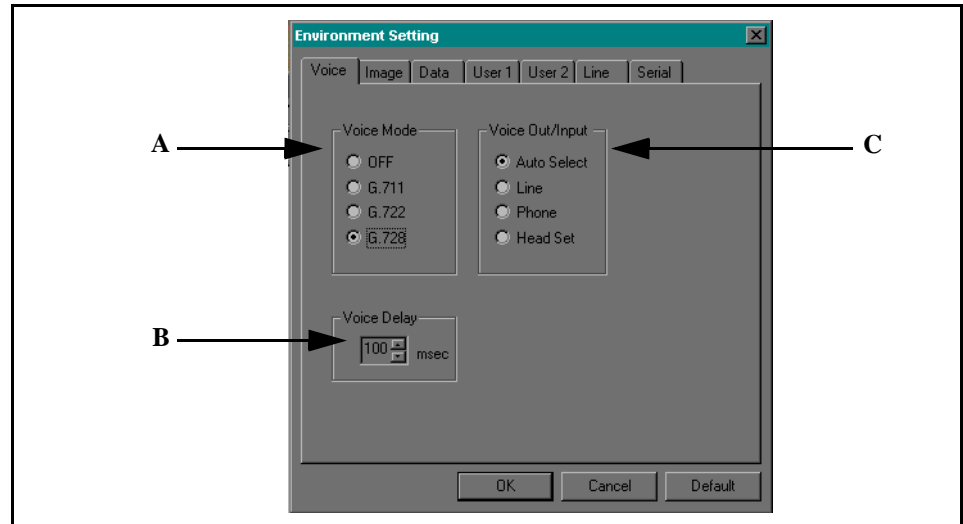 Environment Setting
Voice Image Data User 1 User 2 Line Serial
A
Voice Mode
OFF
G.711
G.722
G.728
Voice Out/Input
Auto Select
Line
Phone
Head Set
C
B
Voice Delay
100 msec
OK Cancel Default